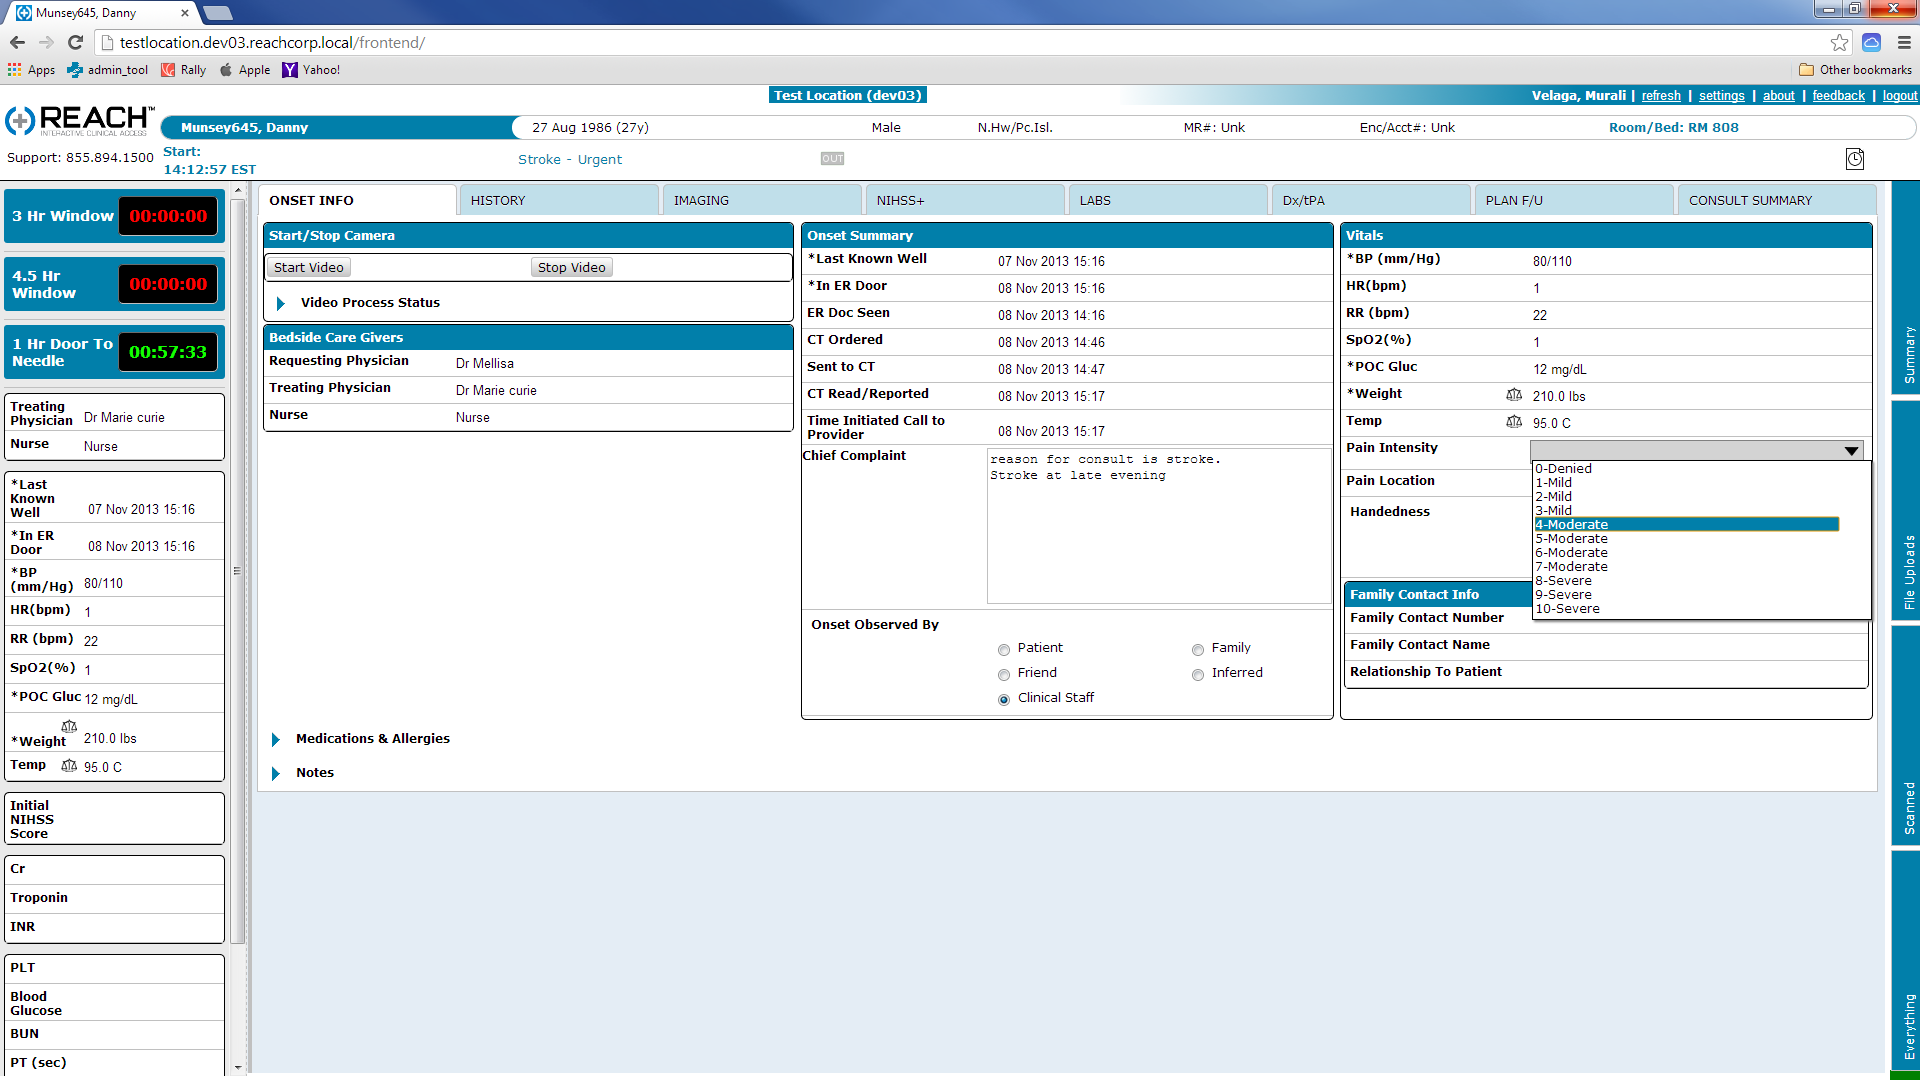 Munsey645, Danny
testlocation.dev03.reachcorp.local/frontend/
Apps admin_tool Rally Apple Yahoo! Other bookmarks
Test Location (dev03) Velaga, Murali | refresh | settings | about | feedback | logout
REACH™
INTERACTIVE CLINICAL ACCESS
Munsey645, Danny 27 Aug 1986 (27y) Male N.Hw/Pc.Isl. MR#: Unk Enc/Acct#: Unk Room/Bed: RM 808
Support: 855.894.1500 Start:
14:12:57 EST
Stroke - Urgent OUT
3 Hr Window 00:00:00
4.5 Hr
Window 00:00:00
1 Hr Door To
Needle 00:57:33
Treating
Physician Dr Marie curie
Nurse Nurse
*Last
Known
Well 07 Nov 2013 15:16
*In ER
Door 08 Nov 2013 15:16
*BP
(mm/Hg) 80/110
HR(bpm) 1
RR (bpm) 22
SpO2(%) 1
*POC Gluc 12 mg/dL
*Weight 210.0 lbs
Temp 95.0 C
Initial
NIHSS
Score
Cr
Troponin
INR
PLT
Blood
Glucose
BUN
PT (sec)
ONSET INFO HISTORY IMAGING NIHSS+ LABS Dx/tPA PLAN F/U CONSULT SUMMARY
Start/Stop Camera
Start Video Stop Video
Video Process Status
Bedside Care Givers
Requesting Physician Dr Mellisa
Treating Physician Dr Marie curie
Nurse Nurse
Onset Summary
*Last Known Well 07 Nov 2013 15:16
*In ER Door 08 Nov 2013 15:16
ER Doc Seen 08 Nov 2013 14:16
CT Ordered 08 Nov 2013 14:46
Sent to CT 08 Nov 2013 14:47
CT Read/Reported 08 Nov 2013 15:17
Time Initiated Call to
Provider 08 Nov 2013 15:17
Chief Complaint reason for consult is stroke.
Stroke at late evening
Onset Observed By
Patient Family
Friend Inferred
Clinical Staff
Vitals
*BP (mm/Hg) 80/110
HR(bpm) 1
RR (bpm) 22
SpO2(%) 1
*POC Gluc 12 mg/dL
*Weight 210.0 lbs
Temp 95.0 C
Pain Intensity
0-Denied
1-Mild
2-Mild
3-Mild
4-Moderate
5-Moderate
6-Moderate
7-Moderate
8-Severe
9-Severe
10-Severe
Pain Location
Handedness
Family Contact Info
Family Contact Number
Family Contact Name
Relationship To Patient
Medications & Allergies
Notes
Summary
File Uploads
Scanned
Everything